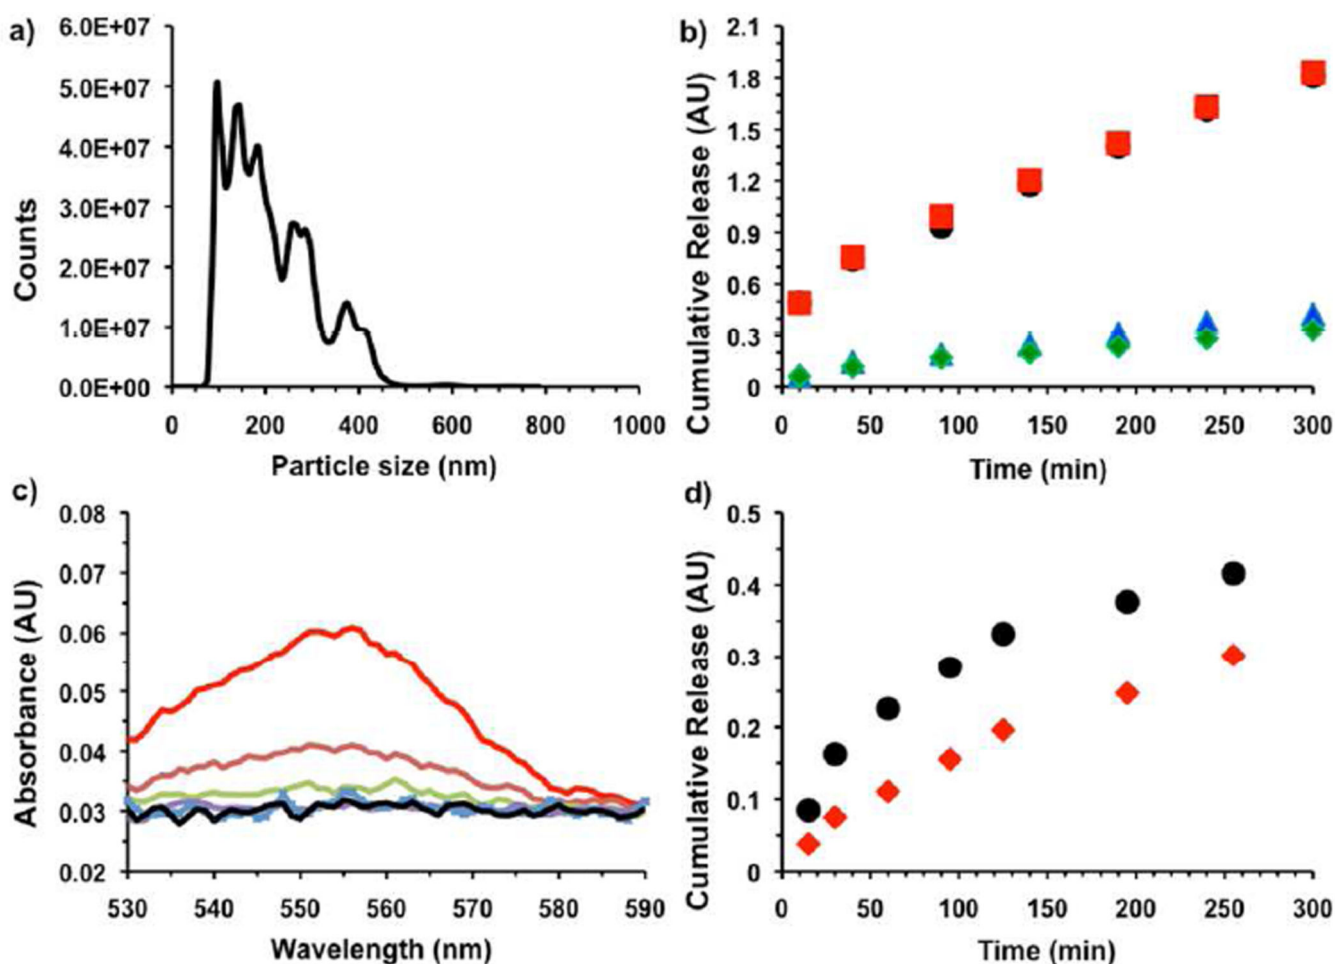 a)
6.0E+07
5.0E+07
4.0E+07
3.0E+07
2.0E+07
1.0E+07
0.0E+00
Counts
0 200 400 600 800 1000
Particle size (nm)
b)
2.1
1.8
1.5
1.2
0.9
0.6
0.3
0
Cumulative Release (AU)
0 50 100 150 200 250 300
Time (min)
c)
0.08
0.07
0.06
0.05
0.04
0.03
0.02
Absorbance (AU)
530 540 550 560 570 580 590
Wavelength (nm)
d)
0.5
0.4
0.3
0.2
0.1
0
Cumulative Release (AU)
0 50 100 150 200 250 300
Time (min)